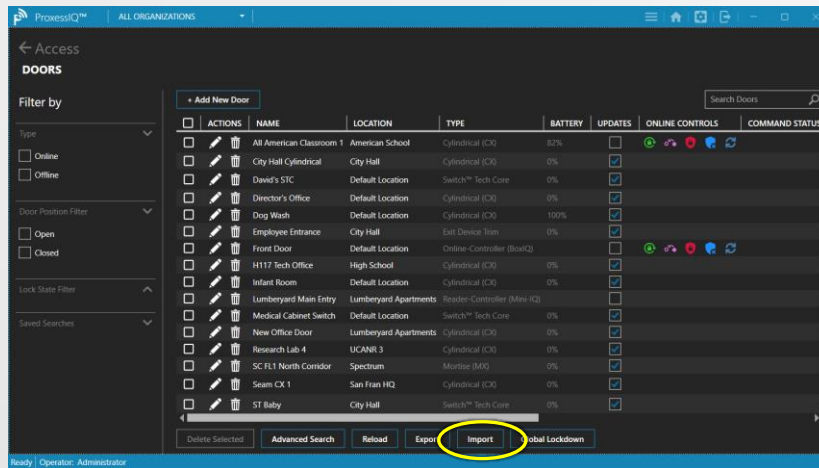 ProxessIQ™ ALL ORGANIZATIONS
Access
DOORS
Filter by
Type
Online
Offline
Door Position Filter
Open
Closed
Lock State Filter
Saved Searches
+ Add New Door Search Doors
ACTIONS NAME LOCATION TYPE BATTERY UPDATES ONLINE CONTROLS COMMAND STATUS
All American Classroom 1 American School Cylindrical (CX) 82%
City Hall Cylindrical City Hall Cylindrical (CX) 0%
David's STC Default Location Switch™ Tech Core 0%
Director's Office Default Location Cylindrical (CX) 0%
Dog Wash Default Location Cylindrical (CX) 100%
Employee Entrance City Hall Exit Device Trim 0%
Front Door Default Location Online-Controller (BoxIQ)
H117 Tech Office High School Cylindrical (CX) 0%
Infant Room Default Location Cylindrical (CX) 0%
Lumberyard Main Entry Lumberyard Apartments Reader-Controller (Mini-IQ)
Medical Cabinet Switch Default Location Switch™ Tech Core 0%
New Office Door Lumberyard Apartments Cylindrical (CX) 0%
Research Lab 4 UCANR 3 Cylindrical (CX) 0%
SC FL1 North Corridor Spectrum Mortise (MX) 0%
Seam CX 1 San Fran HQ Cylindrical (CX) 0%
ST Baby City Hall Switch™ Tech Core 0%
Delete Selected Advanced Search Reload Export Import Global Lockdown
Ready Operator: Administrator